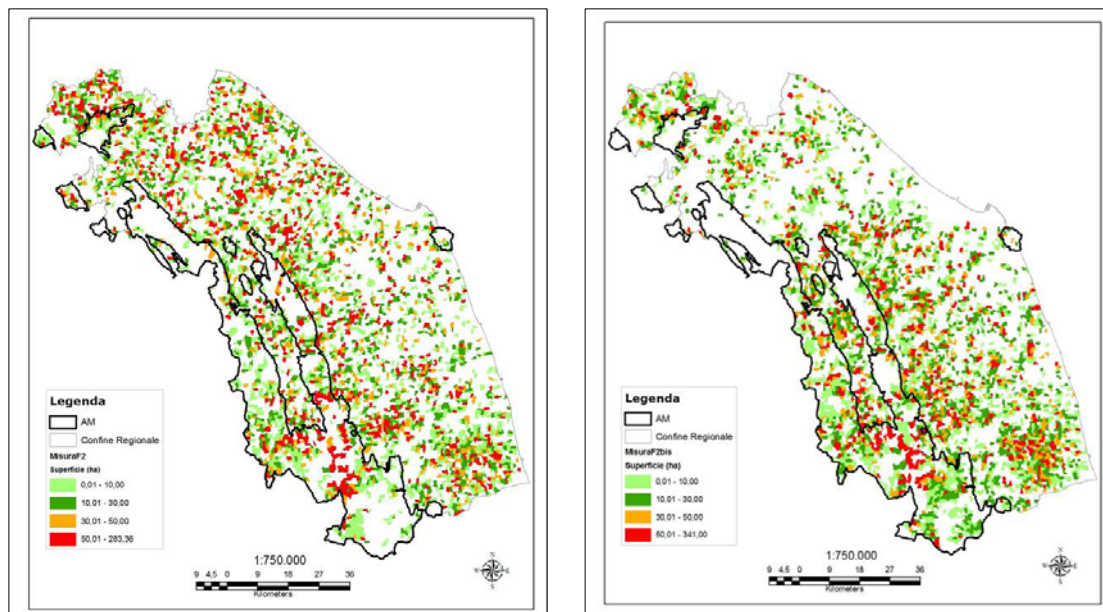 Legenda
AM
Confine Regionale
MisuraF2
Superficie (ha)
0,01 - 10,00
10,01 - 30,00
30,01 - 50,00
50,01 - 283,36
1:750.000
9 4,5 0 9 18 27 36
Kilometers
N
W E
S
Legenda
AM
Confine Regionale
MisuraF2bis
Superficie (ha)
0,01 - 10,00
10,01 - 30,00
30,01 - 50,00
50,01 - 341,00
1:750.000
9 4,5 0 9 18 27 36
Kilometers
N
W E
S